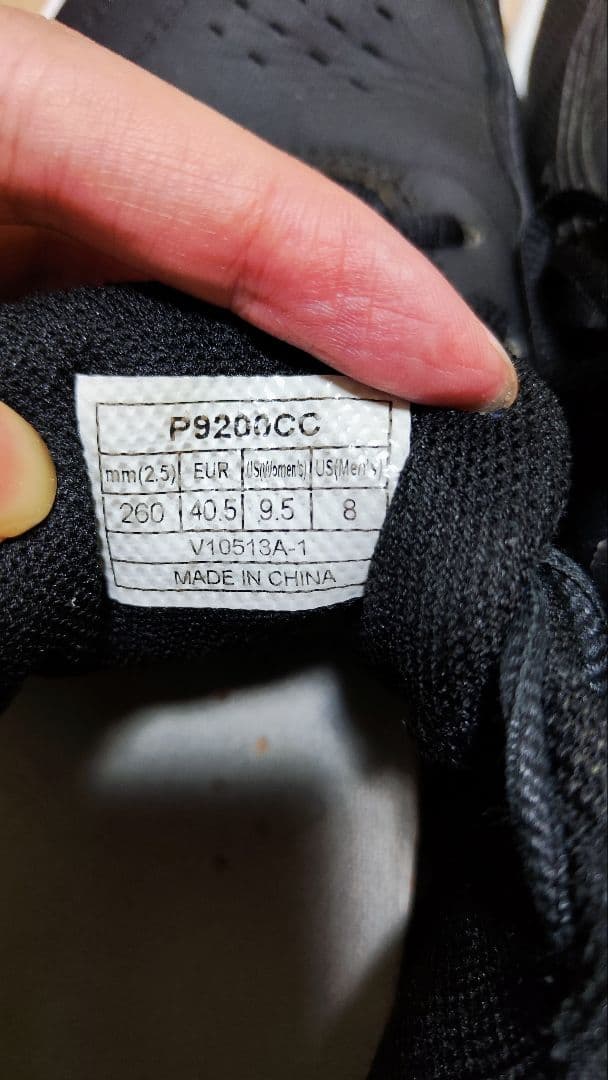 P9200CC
mm(2.5) EUR US(Women's) US(Men's)
260 40.5 9.5 8
V10513A-1
MADE IN CHINA